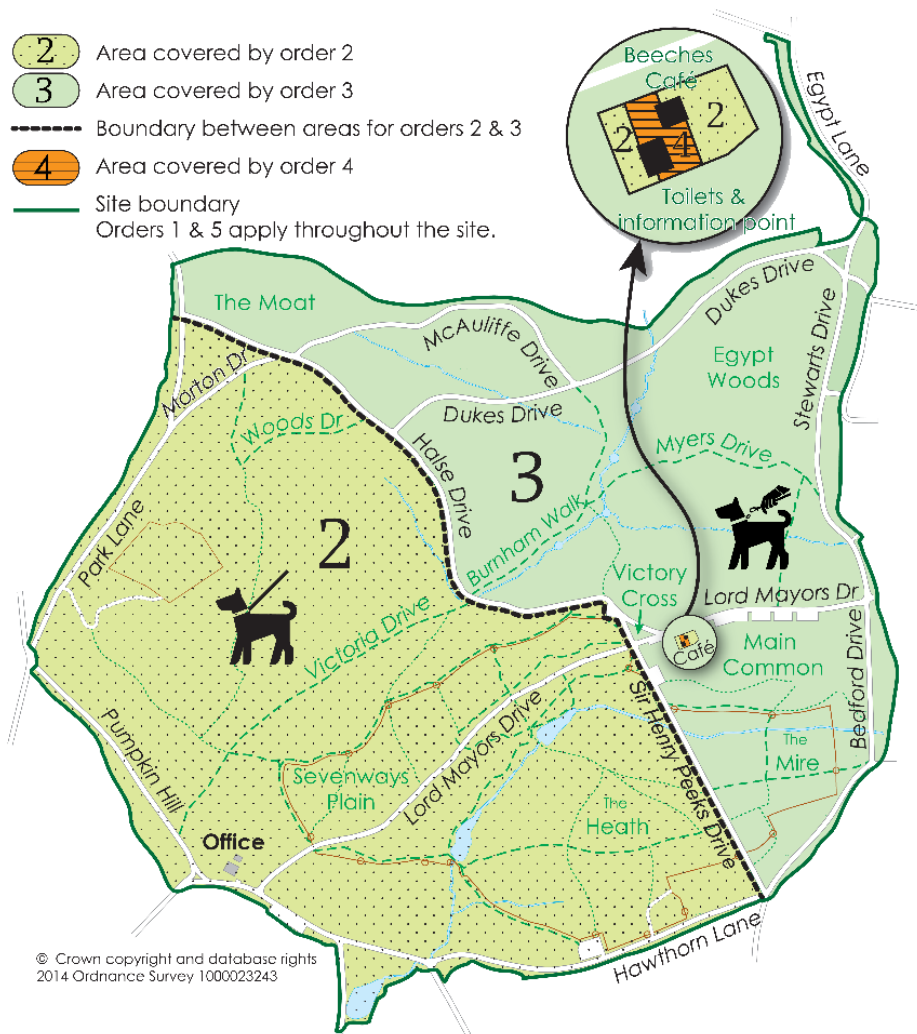 2 Area covered by order 2
3 Area covered by order 3
Boundary between areas for orders 2 & 3
4 Area covered by order 4
Site boundary
Orders 1 & 5 apply throughout the site.
Beeches
Café
2
4
2
Toilets &
information point
Egypt Lane
The Moat
McAuliffe Drive
Dukes Drive
Egypt
Woods
Stewarts Drive
Morton Dr
Woods Dr
Dukes Drive
Halse Drive
3
Myers Drive
Burnham Walk
2
Park Lane
Victoria Drive
Victory
Cross
Lord Mayors Dr
Café
Main
Common
Bedford Drive
Sir Henry Peeks Drive
The
Mire
Pumpkin Hill
Sevenways
Plain
Lord Mayors Drive
The
Heath
Office
Hawthorn Lane
© Crown copyright and database rights
2014 Ordnance Survey 1000023243